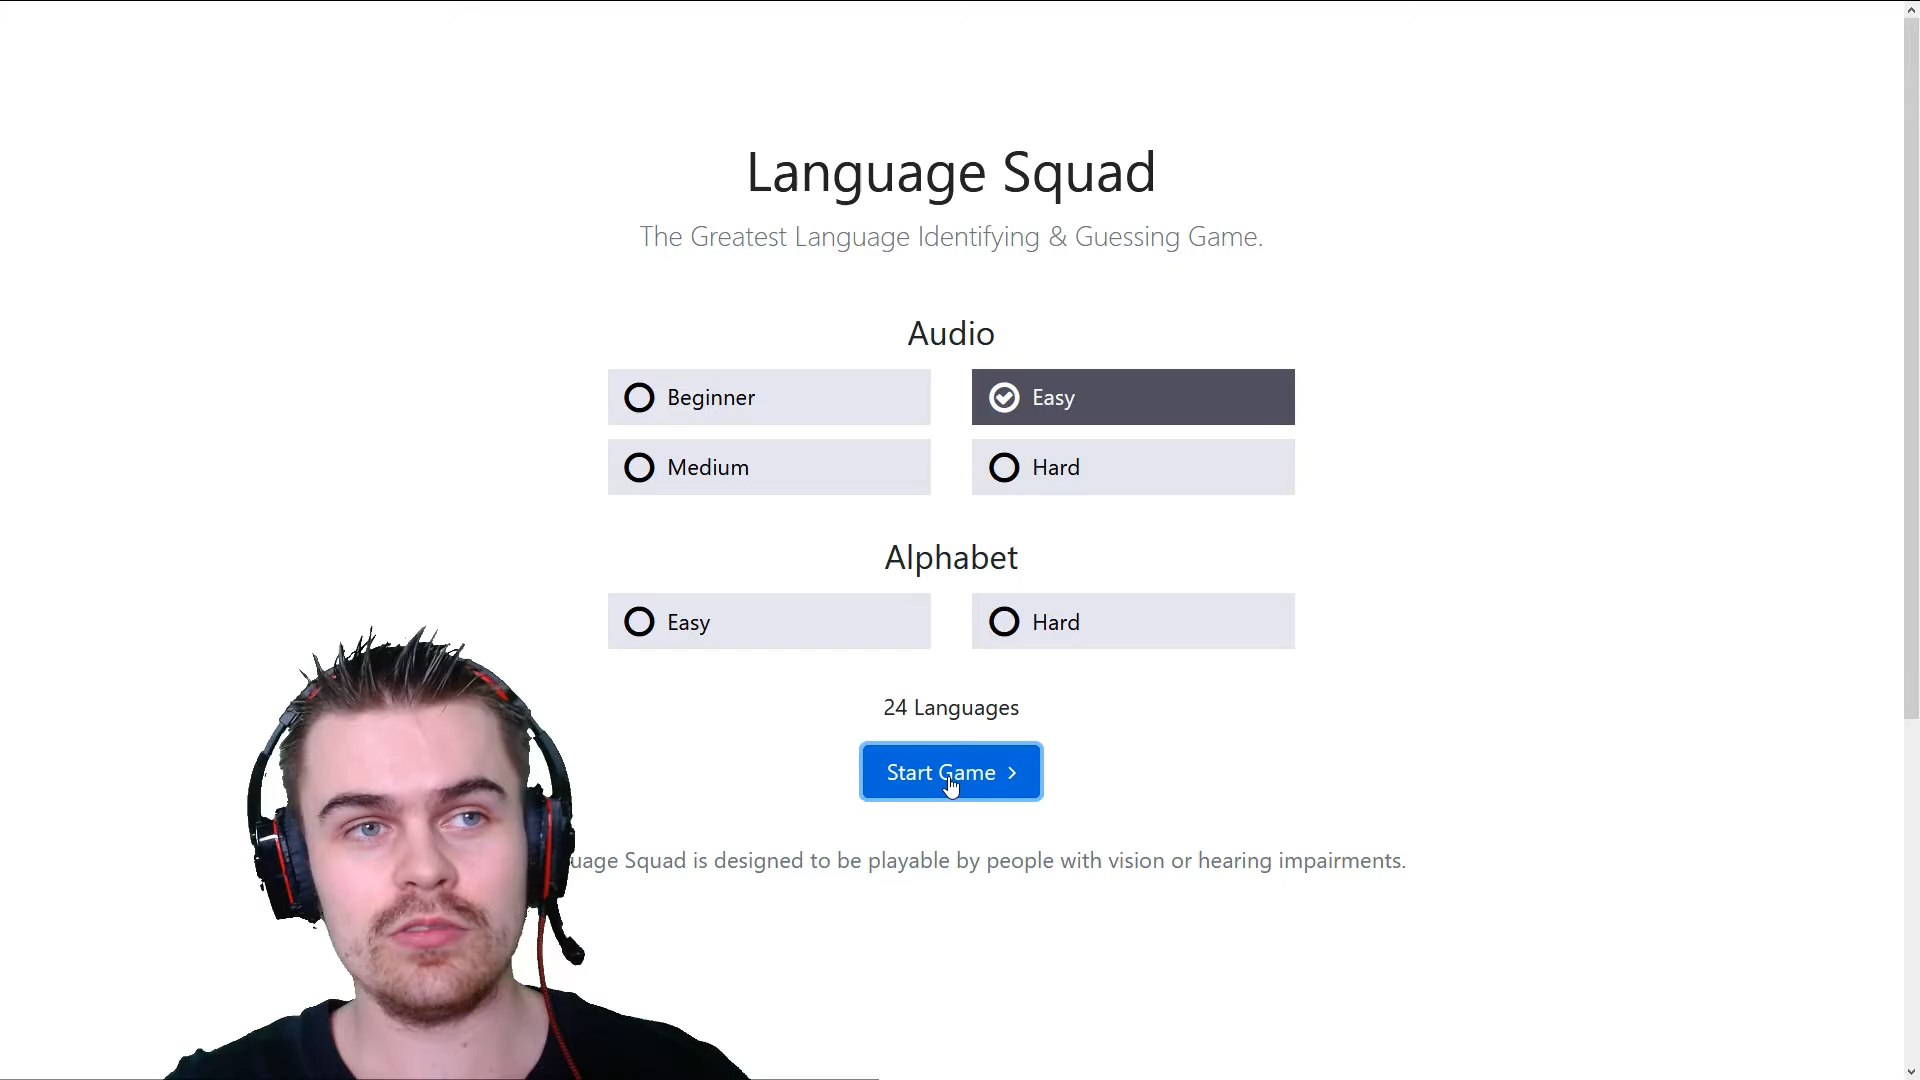 Language Squad
The Greatest Language Identifying & Guessing Game.
Audio
Beginner
Easy
Medium
Hard
Alphabet
Easy
Hard
24 Languages
Start Game
Squad is designed to be playable by people with vision or hearing impairments.